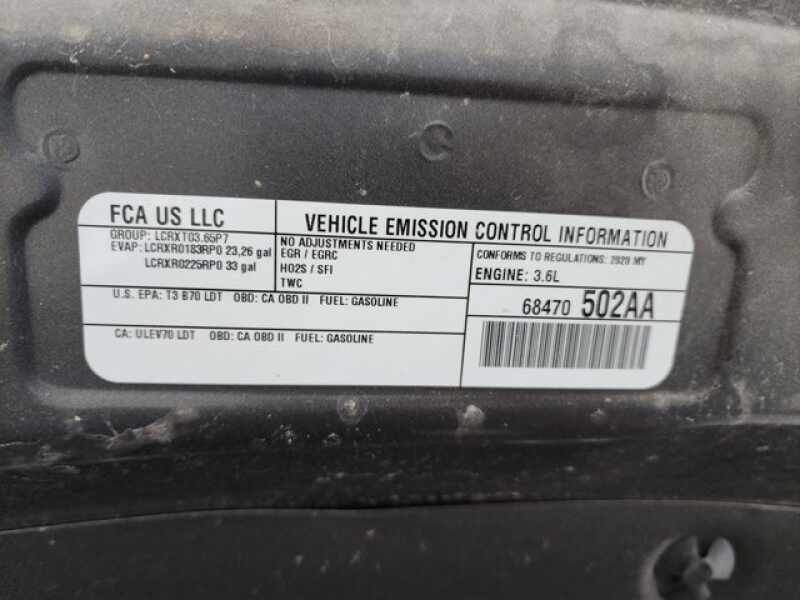 FCA US LLC
VEHICLE EMISSION CONTROL INFORMATION
GROUP: LCRXT03.65P7
EVAP: LCRXR0183RP0 23,26 gal
LCRXR0225RP0 33 gal
NO ADJUSTMENTS NEEDED
EGR / EGRC
HO2S / SFI
TWC
CONFORMS TO REGULATIONS: 2020 MY
ENGINE: 3.6L
U.S. EPA: T3 B70 LDT OBD: CA OBD II FUEL: GASOLINE
68470 502AA
CA: ULEV70 LDT OBD: CA OBD II FUEL: GASOLINE